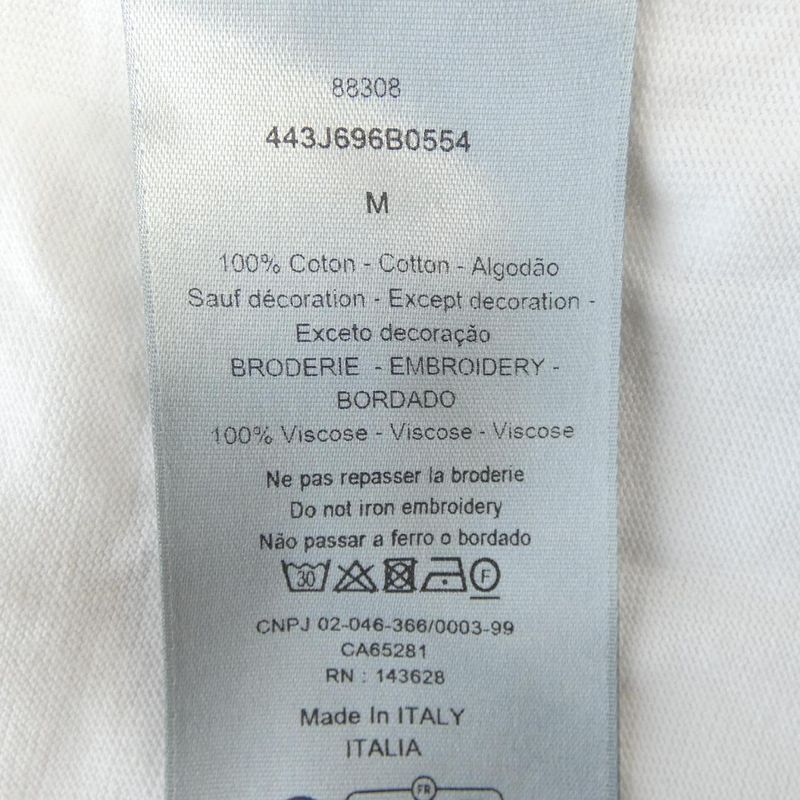 88308
443J696B0554
M
100% Coton - Cotton - Algodão
Sauf décoration - Except decoration -
Exceto decoração
BRODERIE - EMBROIDERY -
BORDADO
100% Viscose - Viscose - Viscose
Ne pas repasser la broderie
Do not iron embroidery
Não passar a ferro o bordado
30 F
CNPJ 02-046-366/0003-99
CA65281
RN : 143628
Made In ITALY
ITALIA
FR